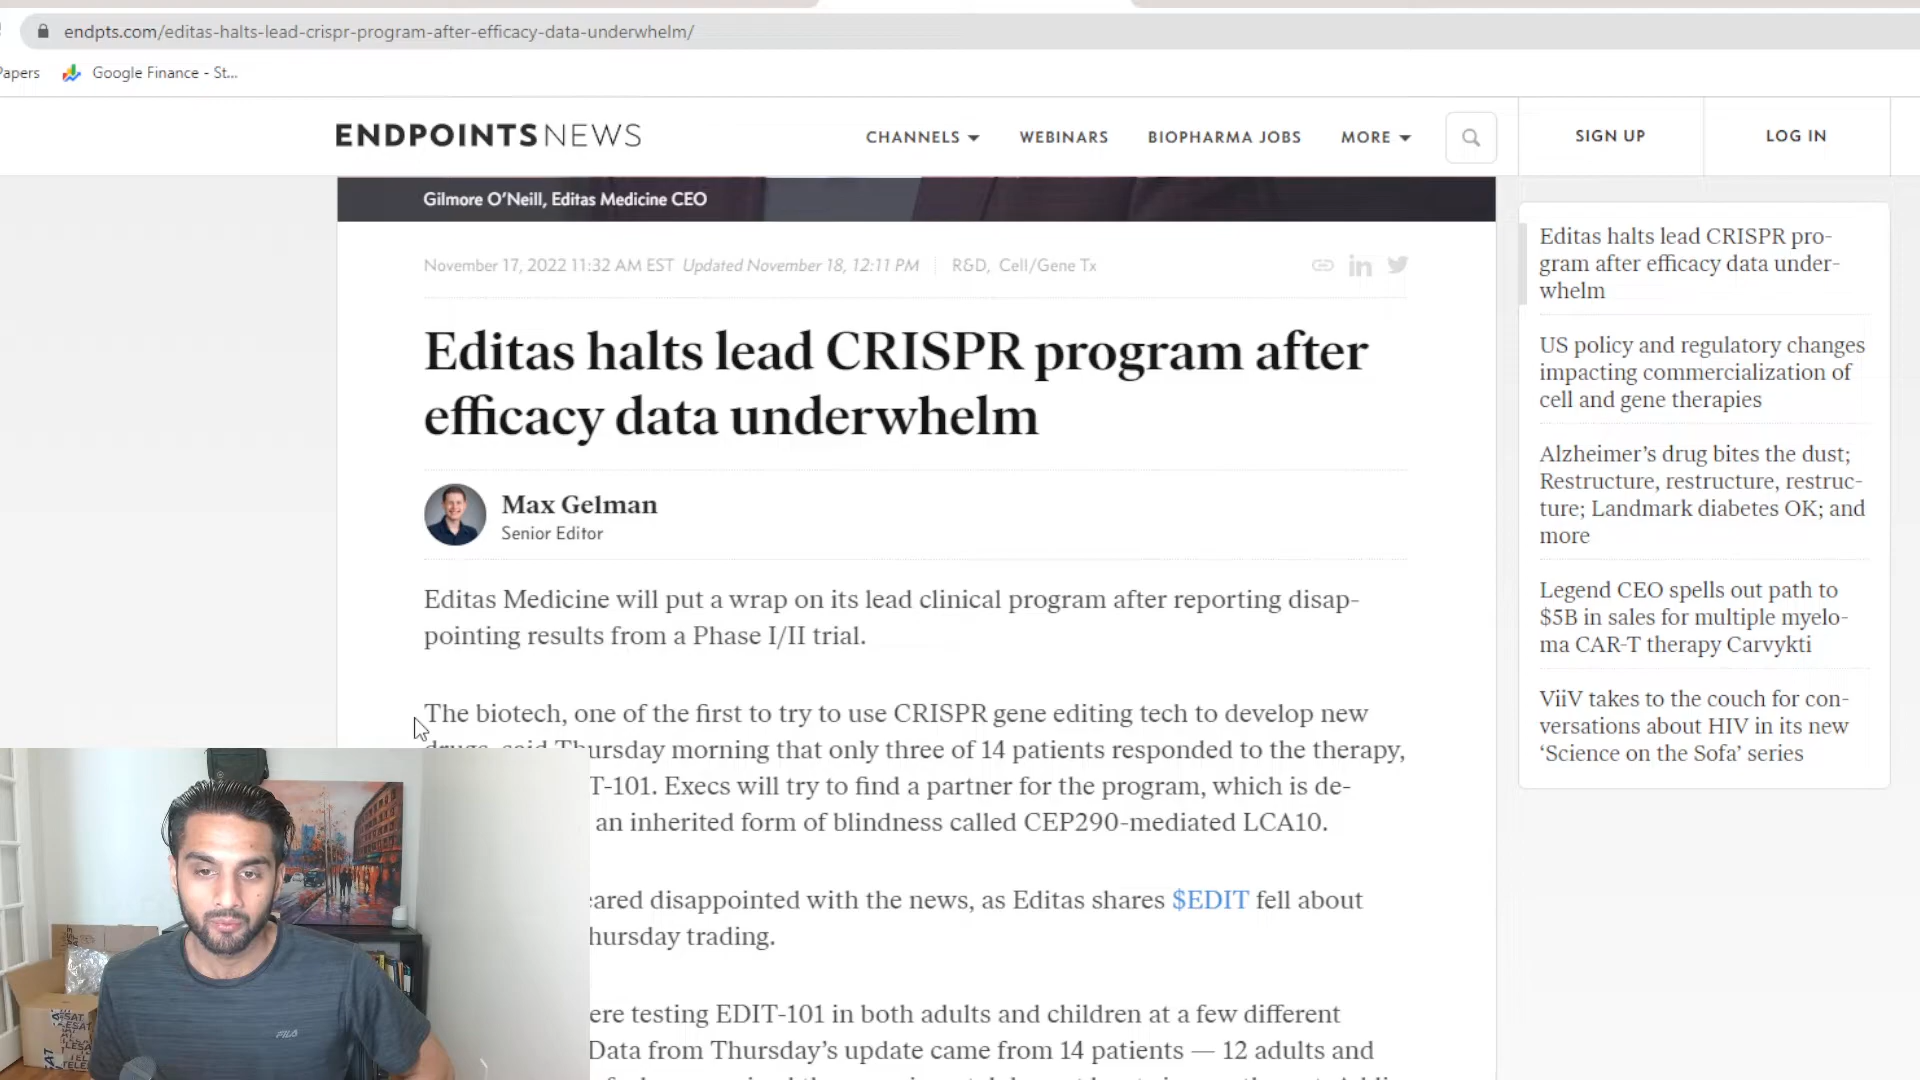 endpts.com/editas-halts-lead-crispr-program-after-efficacy-data-underwhelm/
Papers
Google Finance - St...
ENDPOINTS NEWS
CHANNELS
WEBINARS
BIOPHARMA JOBS
MORE
SIGN UP
LOG IN
Gilmore O'Neill, Editas Medicine CEO
November 17, 2022 11:32 AM EST Updated November 18, 12:11 PM
R&D, Cell/Gene Tx
in
Editas halts lead CRISPR program after
efficacy data underwhelm
Max Gelman
Senior Editor
Editas Medicine will put a wrap on its lead clinical program after reporting disap-
pointing results from a Phase I/II trial.
The biotech, one of the first to try to use CRISPR gene editing tech to develop new
drugs, said Thursday morning that only three of 14 patients responded to the therapy,
T-101. Execs will try to find a partner for the program, which is de-
an inherited form of blindness called CEP290-mediated LCA10.
eared disappointed with the news, as Editas shares $EDIT fell about
hursday trading.
ere testing EDIT-101 in both adults and children at a few different
Data from Thursday's update came from 14 patients — 12 adults and
Editas halts lead CRISPR pro-
gram after efficacy data under-
whelm
US policy and regulatory changes
impacting commercialization of
cell and gene therapies
Alzheimer's drug bites the dust;
Restructure, restructure, restruc-
ture; Landmark diabetes OK; and
more
Legend CEO spells out path to
$5B in sales for multiple myelo-
ma CAR-T therapy Carvykti
ViiV takes to the couch for con-
versations about HIV in its new
'Science on the Sofa' series
FILA